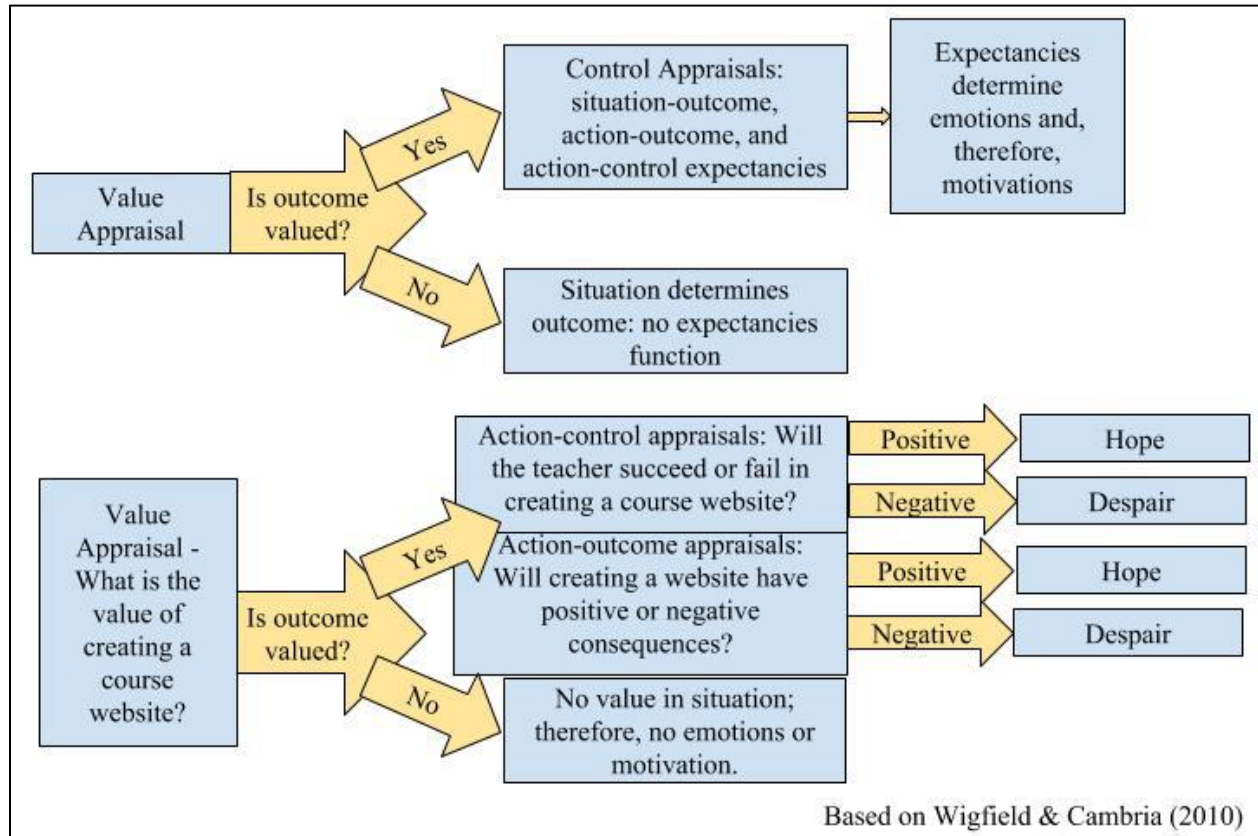 Value
Appraisal
Is outcome
valued?
Yes
No
Control Appraisals:
situation-outcome,
action-outcome, and
action-control expectancies
Expectancies
determine
emotions and,
therefore,
motivations
Situation determines
outcome: no expectancies
function
Value
Appraisal -
What is the
value of
creating a
course
website?
Is outcome
valued?
Yes
No
Action-control appraisals: Will
the teacher succeed or fail in
creating a course website?
Positive
Hope
Negative
Despair
Action-outcome appraisals:
Will creating a website have
positive or negative
consequences?
Positive
Hope
Negative
Despair
No value in situation;
therefore, no emotions or
motivation.
Based on Wigfield & Cambria (2010)